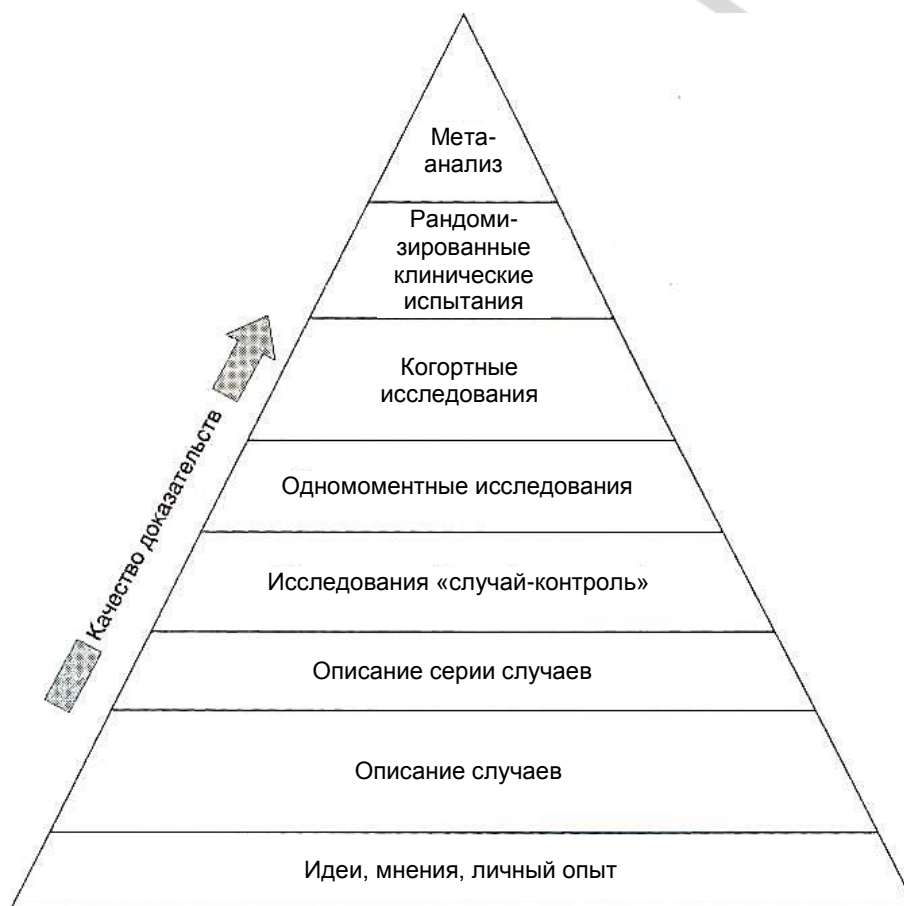 Мета-
анализ
Рандоми-
зированные
клинические
испытания
Когортные
исследования
Одномоментные исследования
Исследования «случай-контроль»
Описание серии случаев
Описание случаев
Идеи, мнения, личный опыт
Качество доказательств